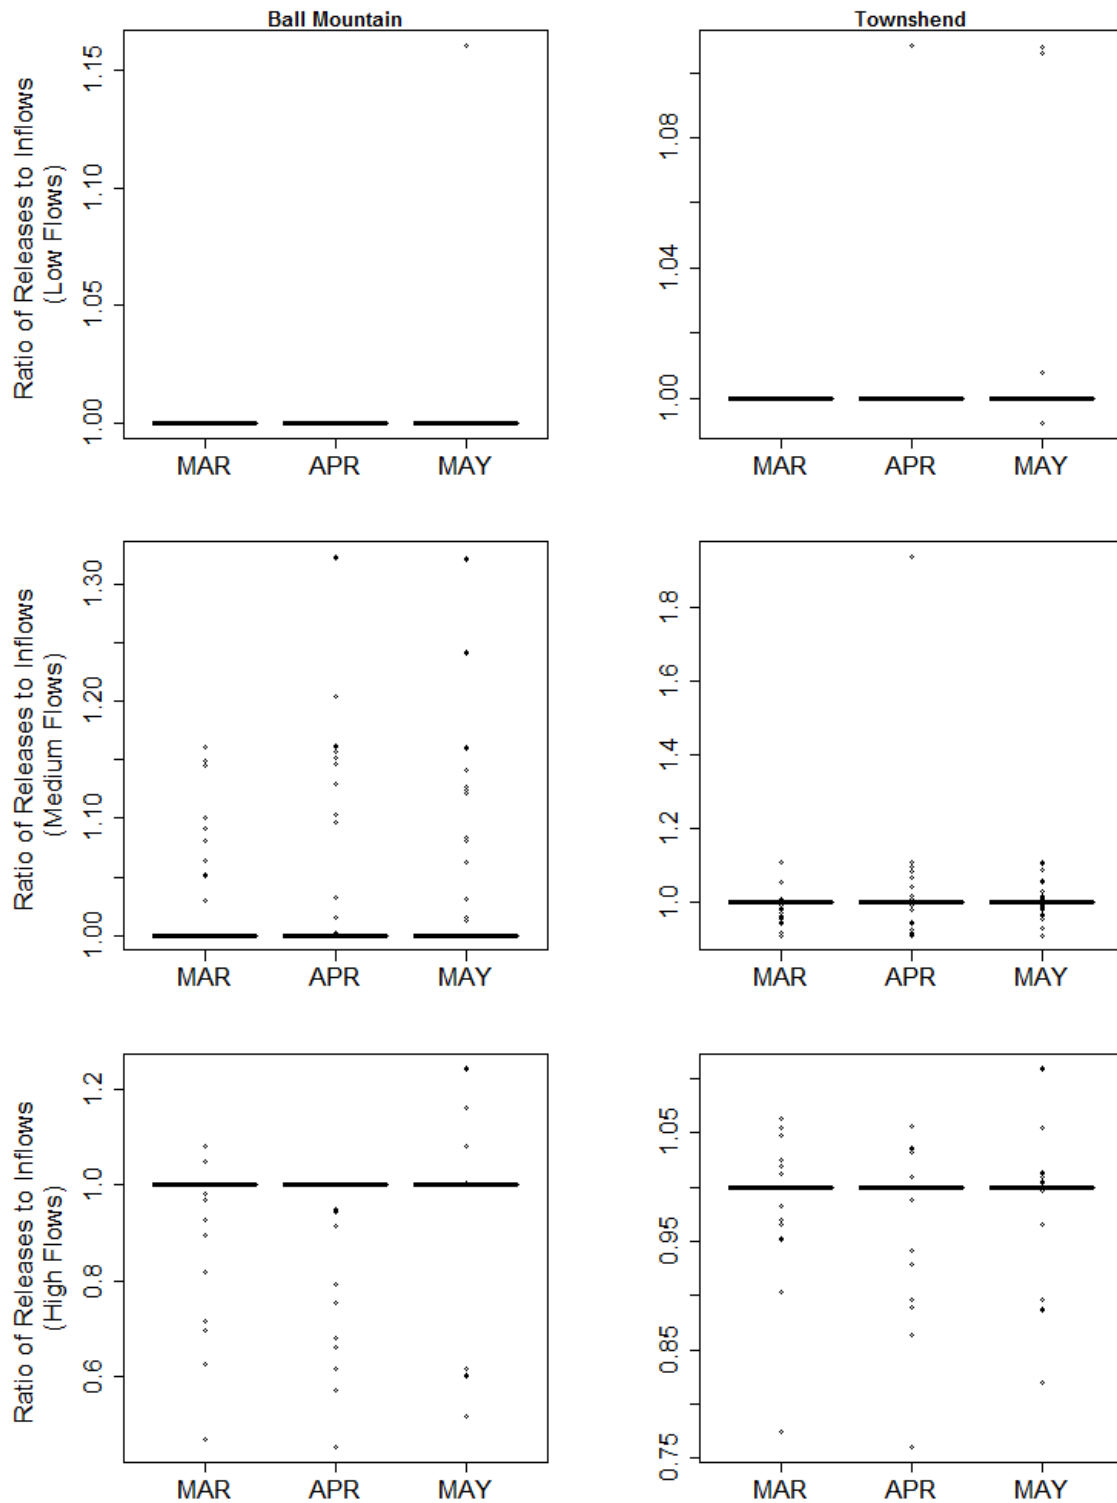 Ball Mountain
Townshend
Ratio of Releases to Inflows
(Low Flows)
1.00 1.05 1.10 1.15
MAR APR MAY
1.00 1.04 1.08
MAR APR MAY
Ratio of Releases to Inflows
(Medium Flows)
1.00 1.10 1.20 1.30
MAR APR MAY
1.0 1.2 1.4 1.6 1.8
MAR APR MAY
Ratio of Releases to Inflows
(High Flows)
0.6 0.8 1.0 1.2
MAR APR MAY
0.75 0.85 0.95 1.05
MAR APR MAY